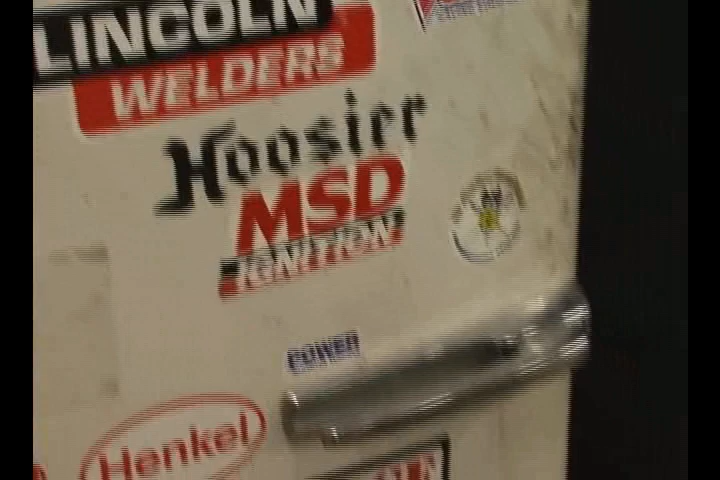 LINCOLN
WELDERS
Hoosier
MSD
IGNITION
POWER
Henkel